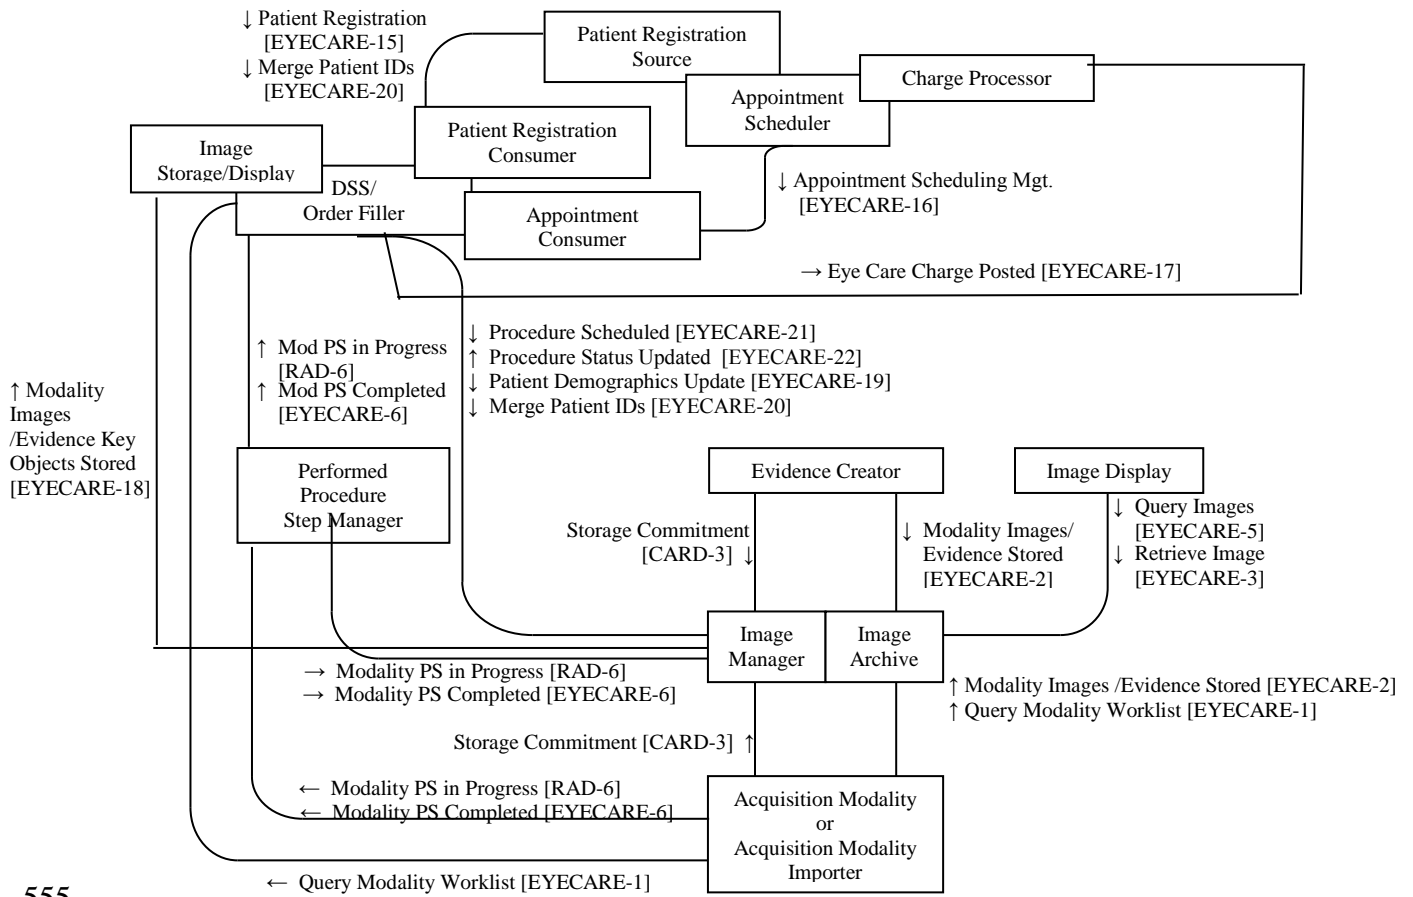 ↓ Patient Registration
[EYECARE-15]
↓ Merge Patient IDs
[EYECARE-20]
Patient Registration
Source
Charge Processor
Appointment
Scheduler
Patient Registration
Consumer
Image
Storage/Display
DSS/
Order Filler
Appointment
Consumer
↓ Appointment Scheduling Mgt.
[EYECARE-16]
→ Eye Care Charge Posted [EYECARE-17]
↑ Mod PS in Progress
[RAD-6]
↑ Mod PS Completed
[EYECARE-6]
↓ Procedure Scheduled [EYECARE-21]
↑ Procedure Status Updated [EYECARE-22]
↓ Patient Demographics Update [EYECARE-19]
↓ Merge Patient IDs [EYECARE-20]
↑ Modality
Images
/Evidence Key
Objects Stored
[EYECARE-18]
Performed
Procedure
Step Manager
Evidence Creator
Image Display
Storage Commitment
[CARD-3] ↓
↓ Modality Images/
Evidence Stored
[EYECARE-2]
↓ Query Images
[EYECARE-5]
↓ Retrieve Image
[EYECARE-3]
Image
Manager
Image
Archive
→ Modality PS in Progress [RAD-6]
→ Modality PS Completed [EYECARE-6]
↑ Modality Images /Evidence Stored [EYECARE-2]
↑ Query Modality Worklist [EYECARE-1]
Storage Commitment [CARD-3] ↑
← Modality PS in Progress [RAD-6]
← Modality PS Completed [EYECARE-6]
Acquisition Modality
or
Acquisition Modality
Importer
← Query Modality Worklist [EYECARE-1]
555